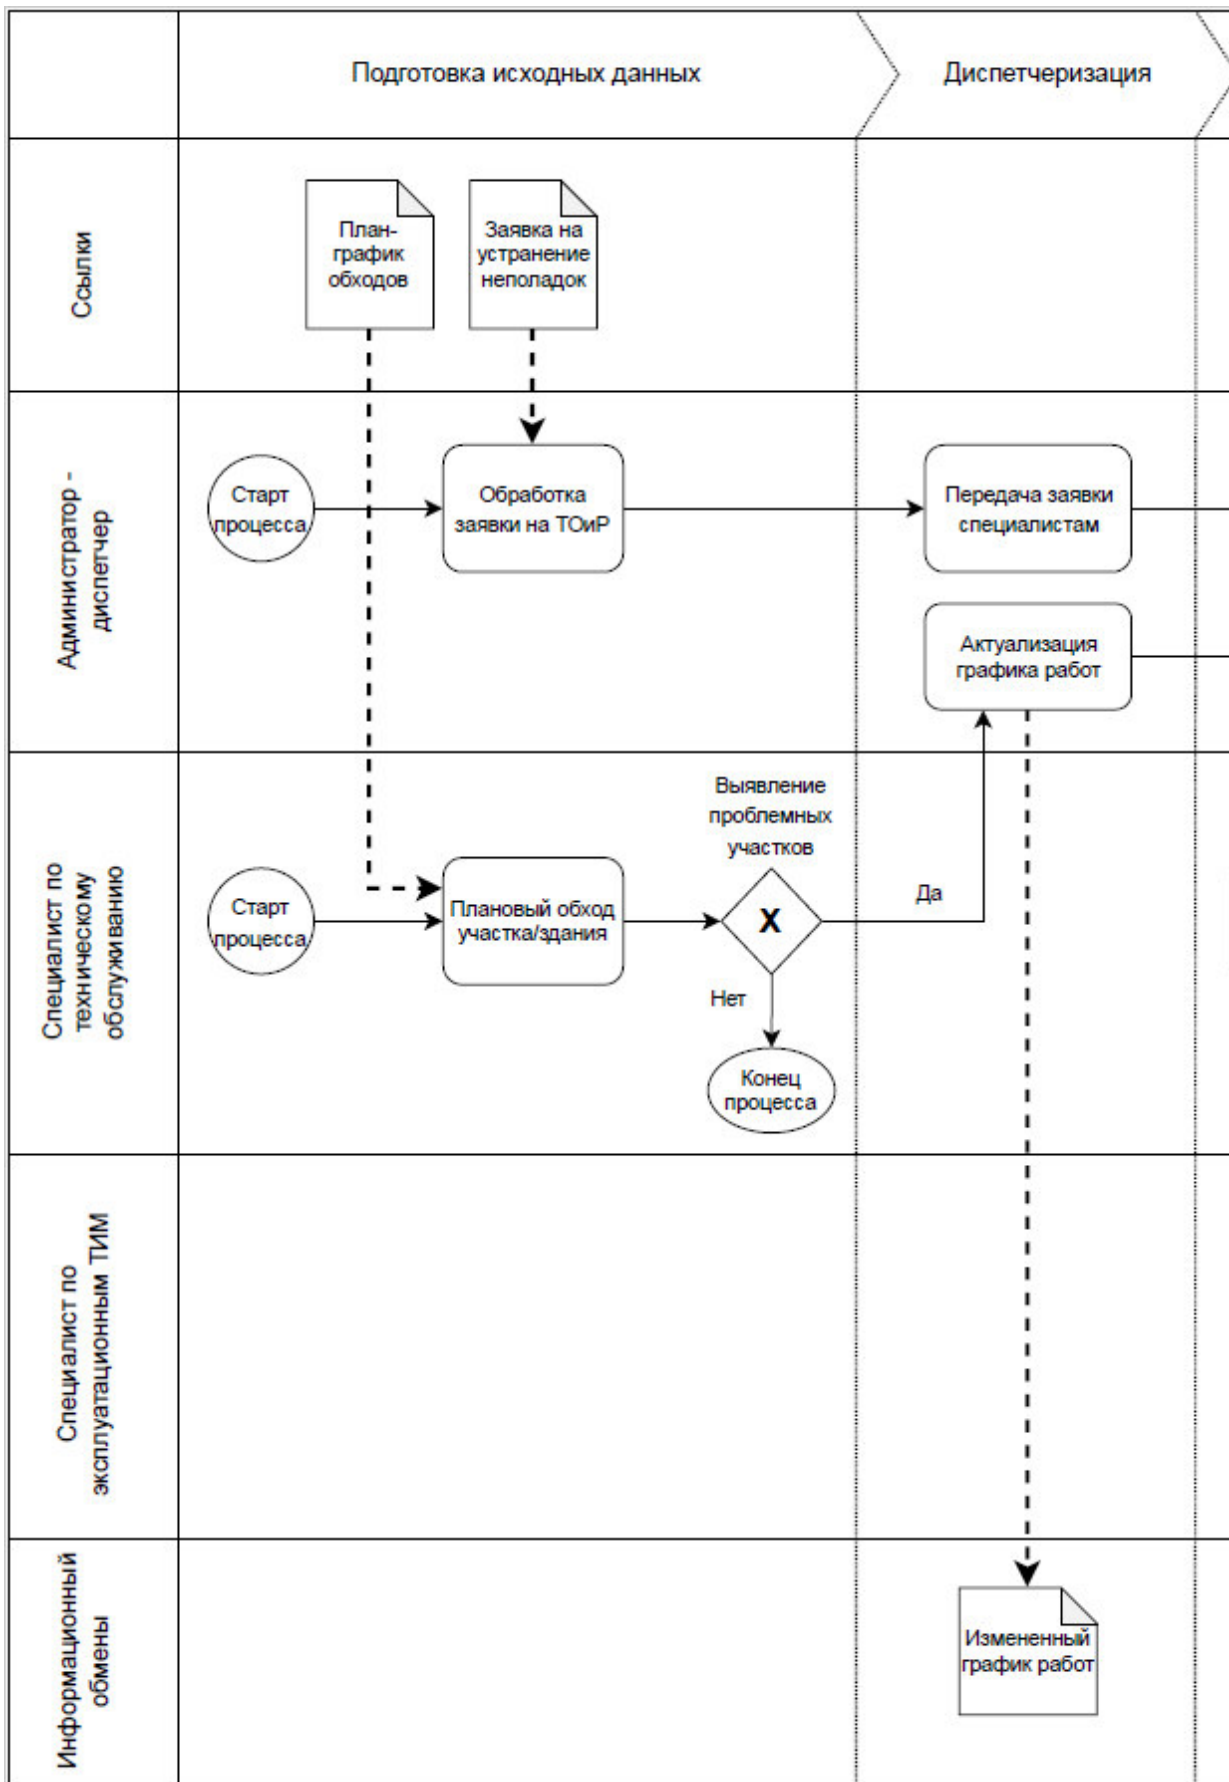 Подготовка исходных данных
Диспетчеризация
Ссылки
План-
график
обходов
Заявка на
устранение
неполадок
Администратор -
диспетчер
Старт
процесса
Обработка
заявки на ТОиР
Передача заявки
специалистам
Актуализация
графика работ
Специалист по
техническому
обслуживанию
Старт
процесса
Плановый обход
участка/здания
Выявление
проблемных
участков
X
Да
Нет
Конец
процесса
Специалист по
эксплуатационным ТИМ
Информационный
обмены
Измененный
график работ